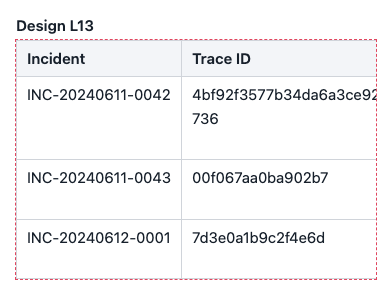 Design L13
Incident Trace ID
INC-20240611-0042 4bf92f3577b34da6a3ce92
736
INC-20240611-0043 00f067aa0ba902b7
INC-20240612-0001 7d3e0a1b9c2f4e6d